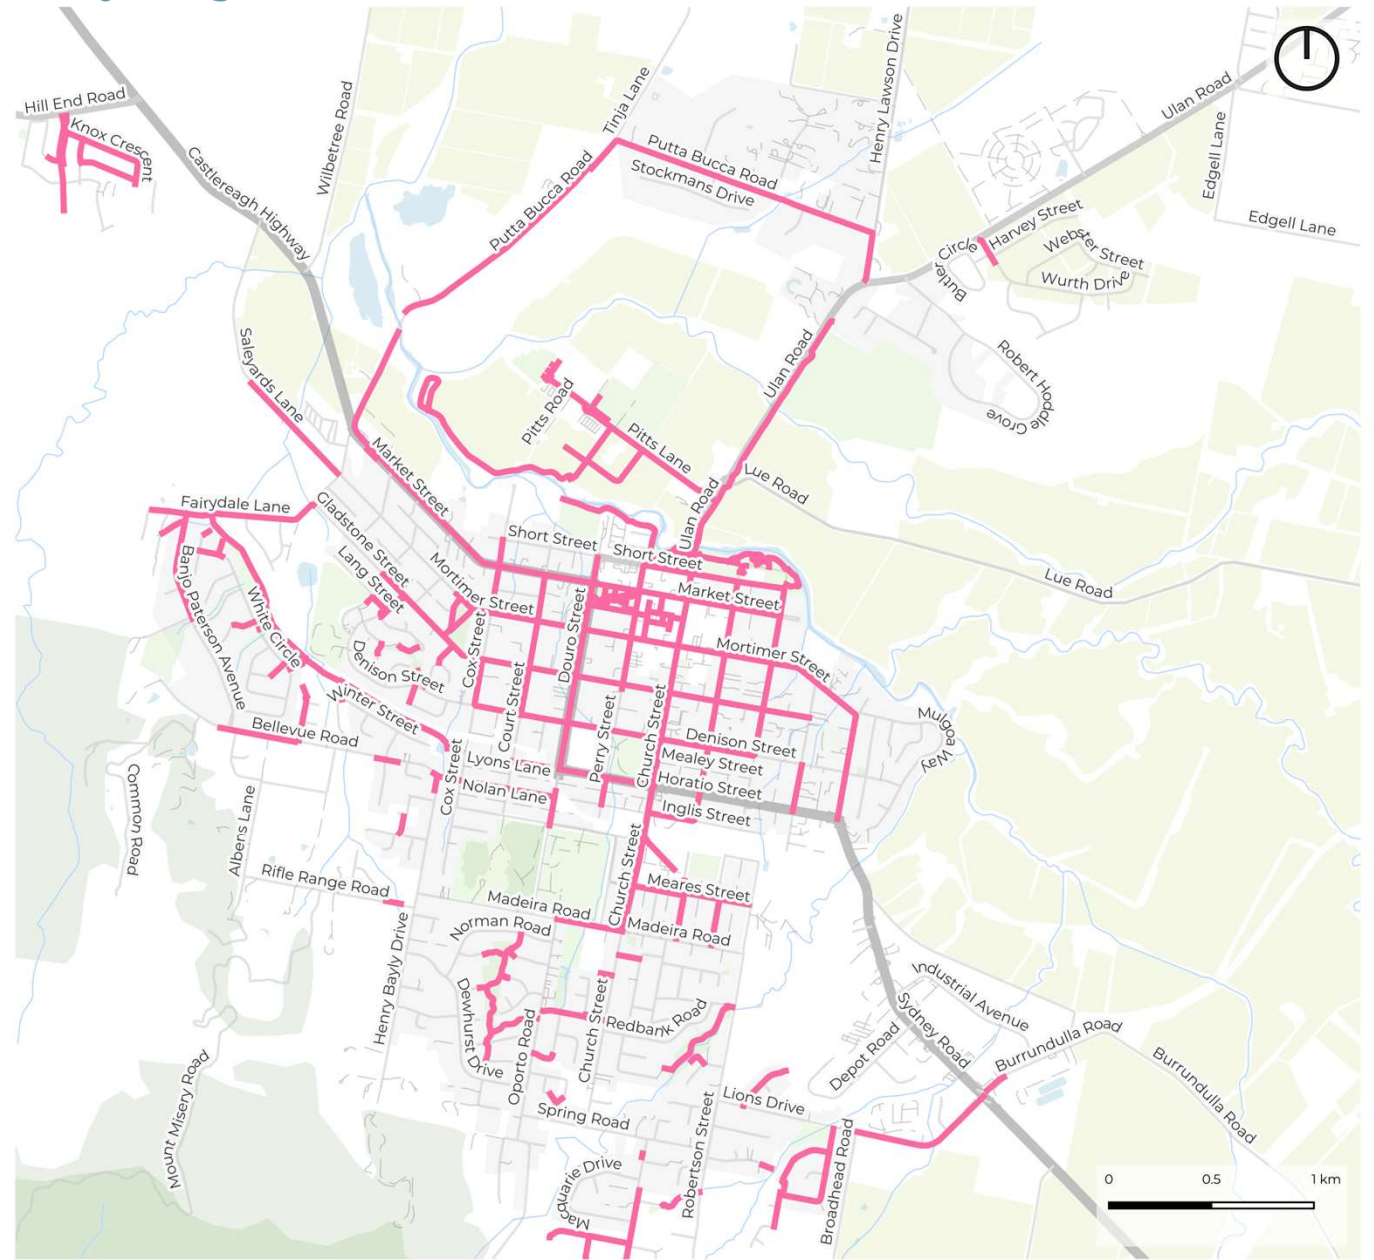 Hill End Road
Knox Crescent
Castlereagh Highway
Wilbetree Road
Tinja Lane
Putta Bucca Road
Putta Bucca Road
Stockmans Drive
Henry Lawson Drive
Ulan Road
Edgell Lane
Edgell Lane
Harvey Street
Webster Street
Butler Circle
Wurth Drive
Robert Hoddle Grove
Ulan Road
Saleyards Lane
Pitts Road
Pitts Lane
Market Street
Lue Road
Ulan Road
Fairydale Lane
Gladstone Street
Short Street
Short Street
Lang Street
Mortimer Street
Market Street
Lue Road
Banjo Paterson Avenue
White Circle
Cox Street
Douro Street
Mortimer Street
Denison Street
Court Street
Winter Street
Perry Street
Church Street
Denison Street
Mulgoa Way
Bellevue Road
Lyons Lane
Mealey Street
Cox Street
Nolan Lane
Horatio Street
Inglis Street
Common Road
Albens Lane
Church Street
Rifle Range Road
Meares Street
Madeira Road
Madeira Road
Norman Road
Henry Bayly Drive
Dewhurst Drive
Church Street
Redbank Road
Industrial Avenue
Sydney Road
Depot Road
Burrundulla Road
Burrundulla Road
Oporto Road
Mount Misery Road
Spring Road
Lions Drive
Robertson Street
Broadhead Road
Macquarie Drive
0
0.5
1 km